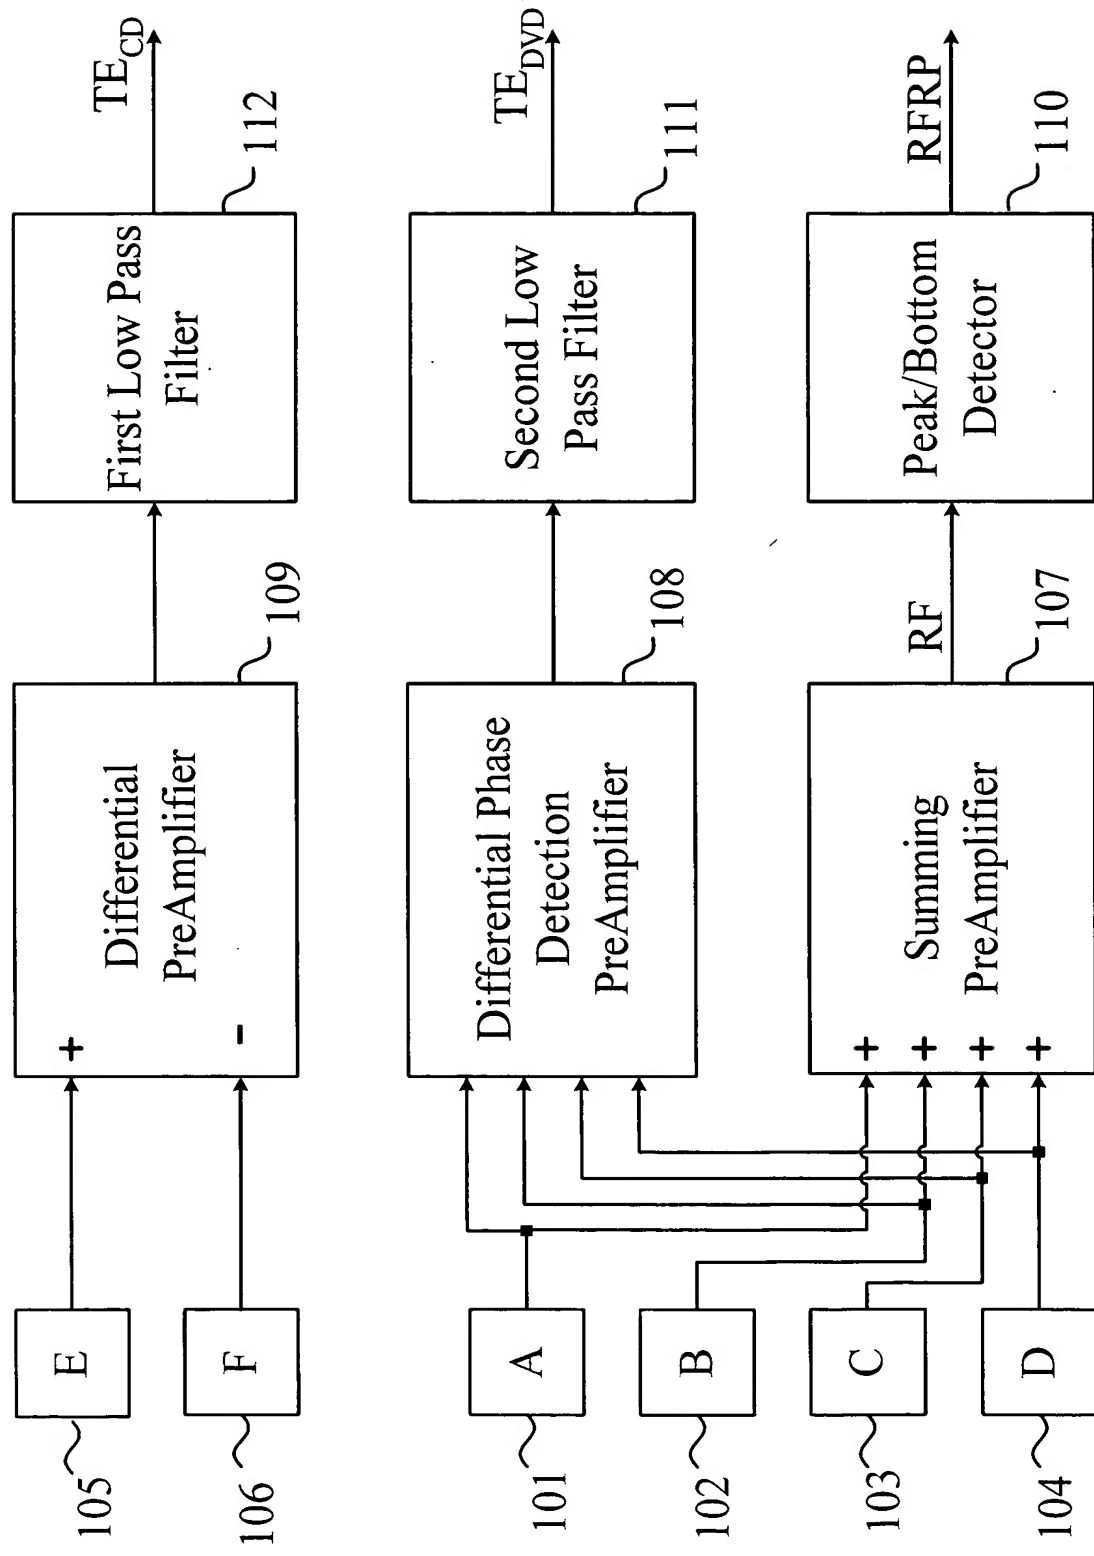 105
E
+
-
Differential
PreAmplifier
109
First Low Pass
Filter
112
TE_CD
106
F
101
A
102
B
Differential Phase
Detection
PreAmplifier
108
Second Low
Pass Filter
111
TE_DVD
103
C
104
D
+
+
+
+
Summing
PreAmplifier
107
RF
Peak/Bottom
Detector
110
RFRP